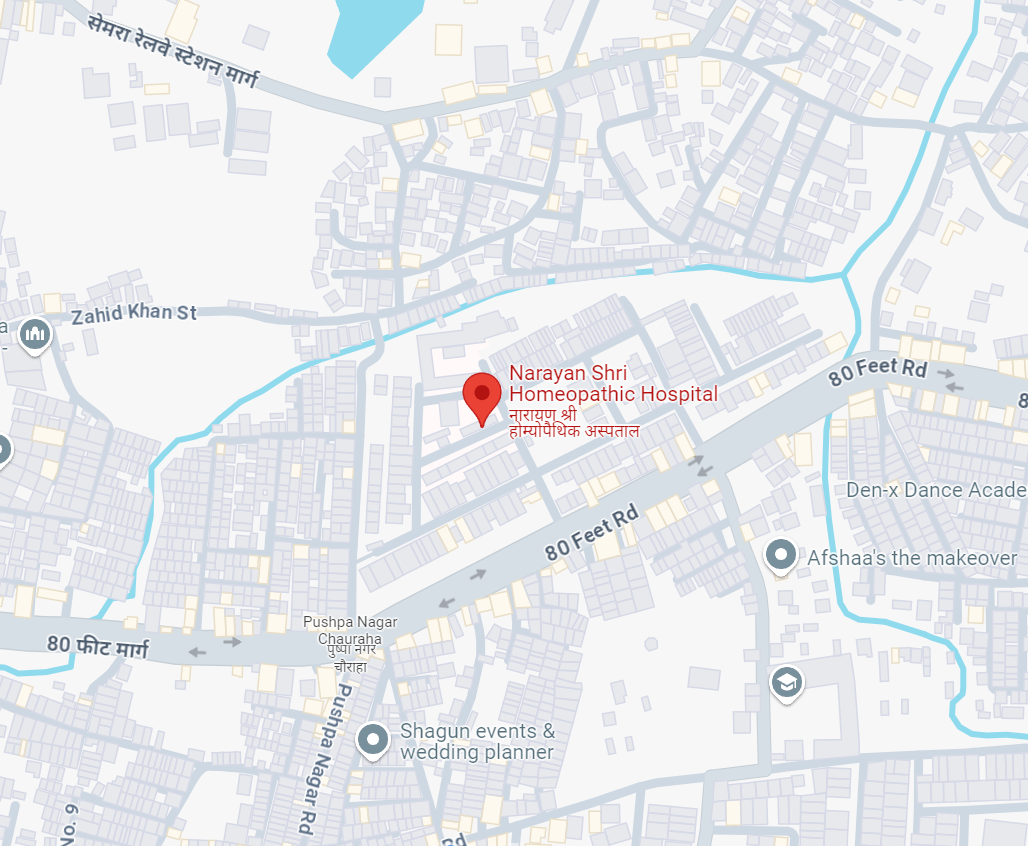 सेमरा रेलवे स्टेशन मार्ग
Zahid Khan St
a
-
80 Feet Rd
8
Narayan Shri
Homeopathic Hospital
नारायण श्री
होम्योपैथिक अस्पताल
Den-x Dance Acade
80 Feet Rd
Afshaa's the makeover
Pushpa Nagar
Chauraha
पुष्पा नगर
चौराहा
80 फीट मार्ग
Pushpa Nagar Rd
Shagun events &
wedding planner
No. 6
Rd